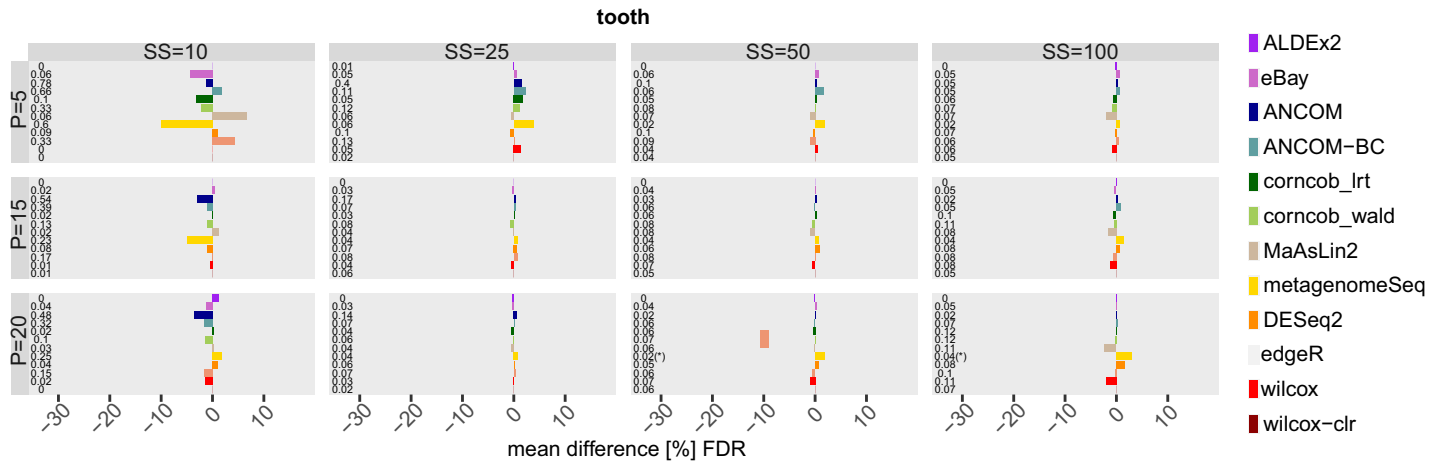 tooth
SS=10 SS=25 SS=50 SS=100
P=5
0 0.01 0 0
0.06 0.05 0.06 0.05
0.78 0.4 0.1 0.05
0.66 0.11 0.06 0.05
0.1 0.05 0.05 0.06
0.33 0.12 0.08 0.07
0.06 0.08 0.07 0.07
0.6 0.06 0.02 0.02
0.09 0.1 0.1 0.07
0.33 0.13 0.09 0.06
0 0.05 0.04 0.06
0 0.02 0.04 0.05
P=15
0 0 0 0
0.02 0.03 0.04 0.05
0.54 0.17 0.03 0.02
0.39 0.07 0.06 0.05
0.02 0.03 0.06 0.1
0.13 0.08 0.08 0.11
0.02 0.04 0.04 0.08
0.23 0.04 0.04 0.04
0.08 0.07 0.06 0.08
0.17 0.08 0.08 0.08
0.01 0.04 0.07 0.08
0.01 0.06 0.05 0.05
P=20
0 0 0 0
0.04 0.03 0.04 0.05
0.48 0.14 0.02 0.02
0.32 0.07 0.06 0.07
0.02 0.04 0.06 0.12
0.1 0.06 0.07 0.12
0.03 0.04 0.06 0.11
0.25 0.04 0.02(*) 0.04(*)
0.04 0.06 0.05 0.08
0.15 0.07 0.06 0.1
0.02 0.03 0.07 0.11
0 0.02 0.06 0.07
−30 −20 −10 0 10 −30 −20 −10 0 10 −30 −20 −10 0 10 −30 −20 −10 0 10
mean difference [%] FDR
ALDEx2
eBay
ANCOM
ANCOM−BC
corncob_lrt
corncob_wald
MaAsLin2
metagenomeSeq
DESeq2
edgeR
wilcox
wilcox−clr